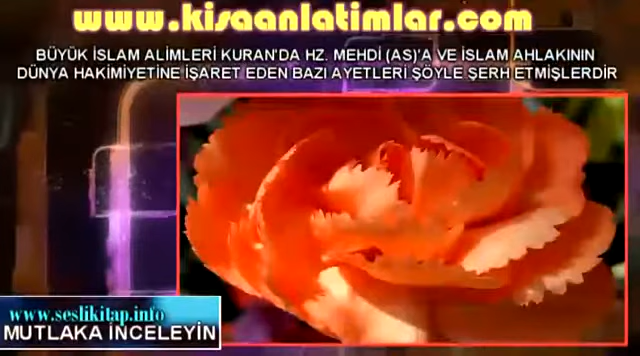 www.kisaanlatimlar.com
BÜYÜK İSLAM ALİMLERİ KURAN'DA HZ. MEHDİ (AS)'A VE İSLAM AHLAKININ
DÜNYA HAKİMİYETİNE İŞARET EDEN BAZI AYETLERİ ŞÖYLE ŞERH ETMİŞLERDİR
www.seslikitap.info
MUTLAKA İNCELEYİN